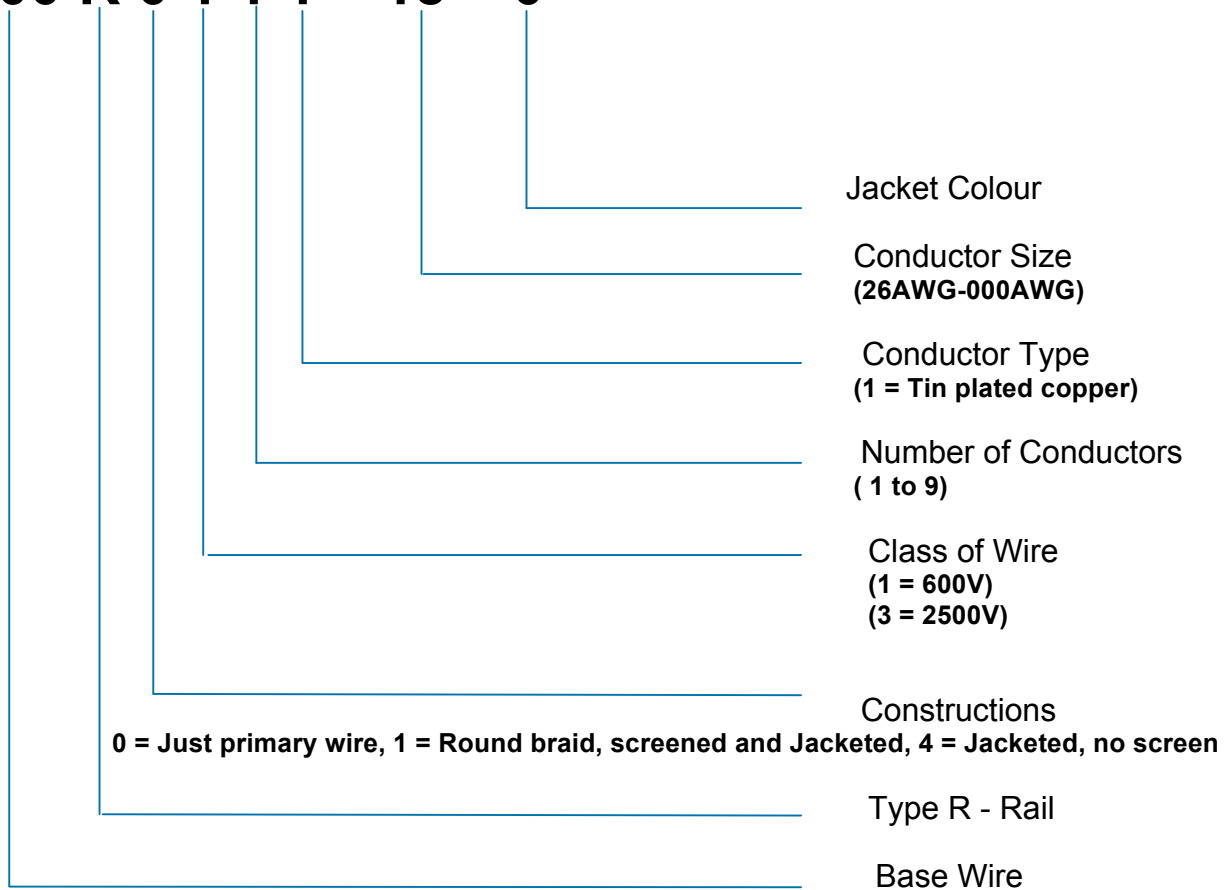 Jacket Colour
Conductor Size
(26AWG-000AWG)
Conductor Type
(1 = Tin plated copper)
Number of Conductors
( 1 to 9)
Class of Wire
(1 = 600V)
(3 = 2500V)
Constructions
0 = Just primary wire, 1 = Round braid, screened and Jacketed, 4 = Jacketed, no screen
Type R - Rail
Base Wire